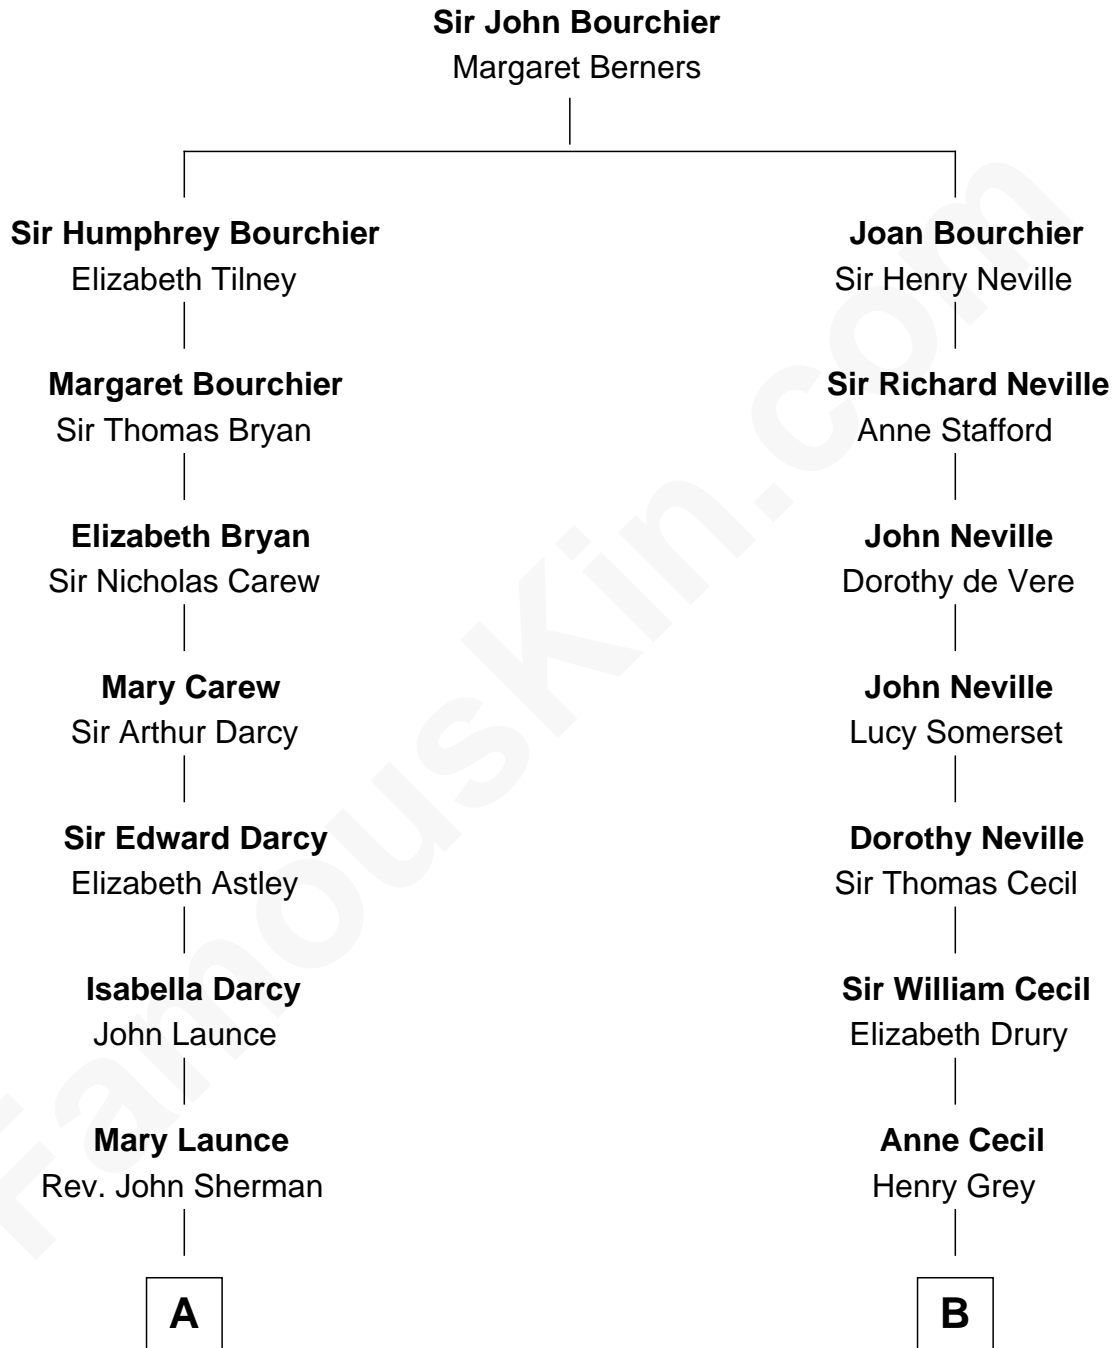 Sir John Bourchier
Margaret Berners
Sir Humphrey Bourchier
Elizabeth Tilney
Joan Bourchier
Sir Henry Neville
Margaret Bourchier
Sir Thomas Bryan
Sir Richard Neville
Anne Stafford
Elizabeth Bryan
Sir Nicholas Carew
John Neville
Dorothy de Vere
Mary Carew
Sir Arthur Darcy
John Neville
Lucy Somerset
Sir Edward Darcy
Elizabeth Astley
Dorothy Neville
Sir Thomas Cecil
Isabella Darcy
John Launce
Sir William Cecil
Elizabeth Drury
Mary Launce
Rev. John Sherman
Anne Cecil
Henry Grey
A
B
FamousKin.com